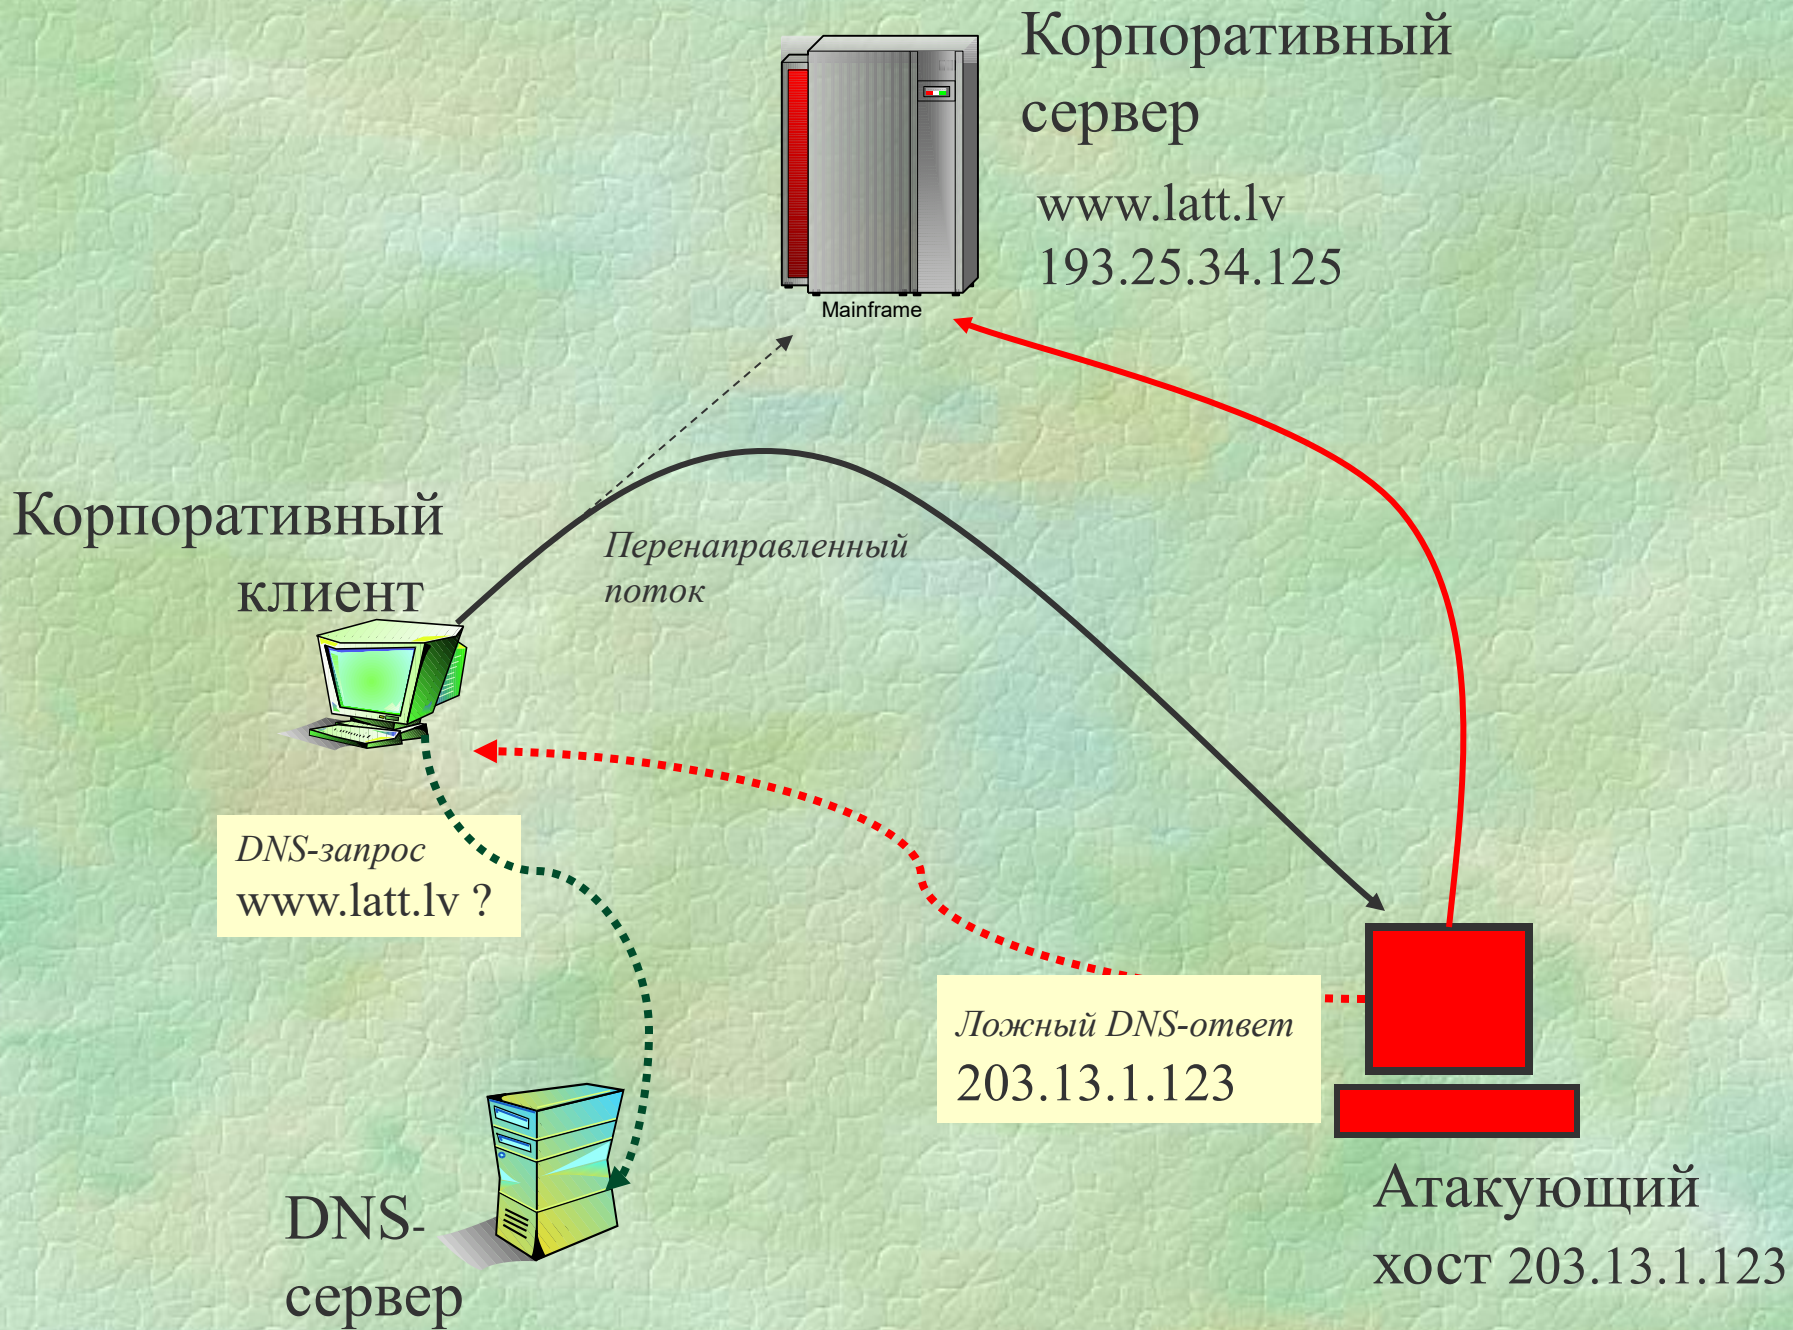 Корпоративный
сервер
www.latt.lv
193.25.34.125
Mainframe
Корпоративный
клиент
Перенаправленный
поток
DNS-запрос
www.latt.lv ?
Ложный DNS-ответ
203.13.1.123
DNS-
сервер
Атакующий
хост 203.13.1.123